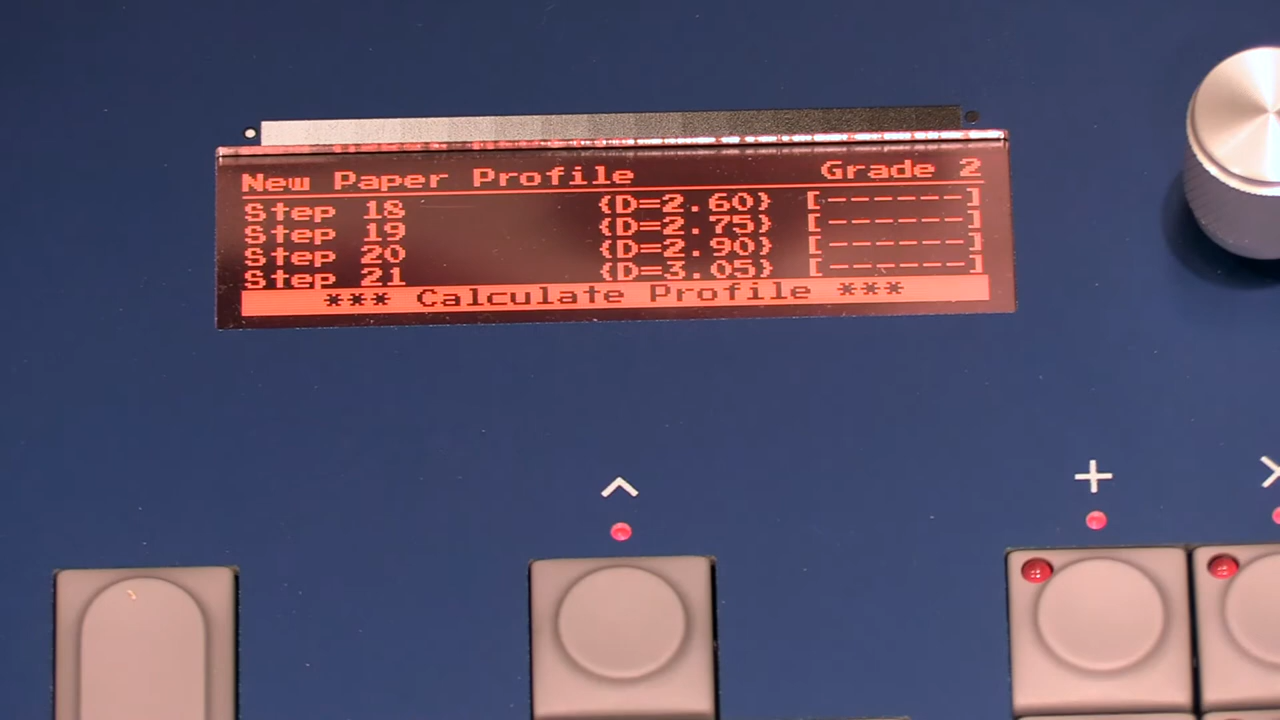 New Paper Profile Grade 2
Step 18 {D=2.60} [------]
Step 19 {D=2.75} [------]
Step 20 {D=2.90} [------]
Step 21 {D=3.05} [------]
*** Calculate Profile ***
^
+